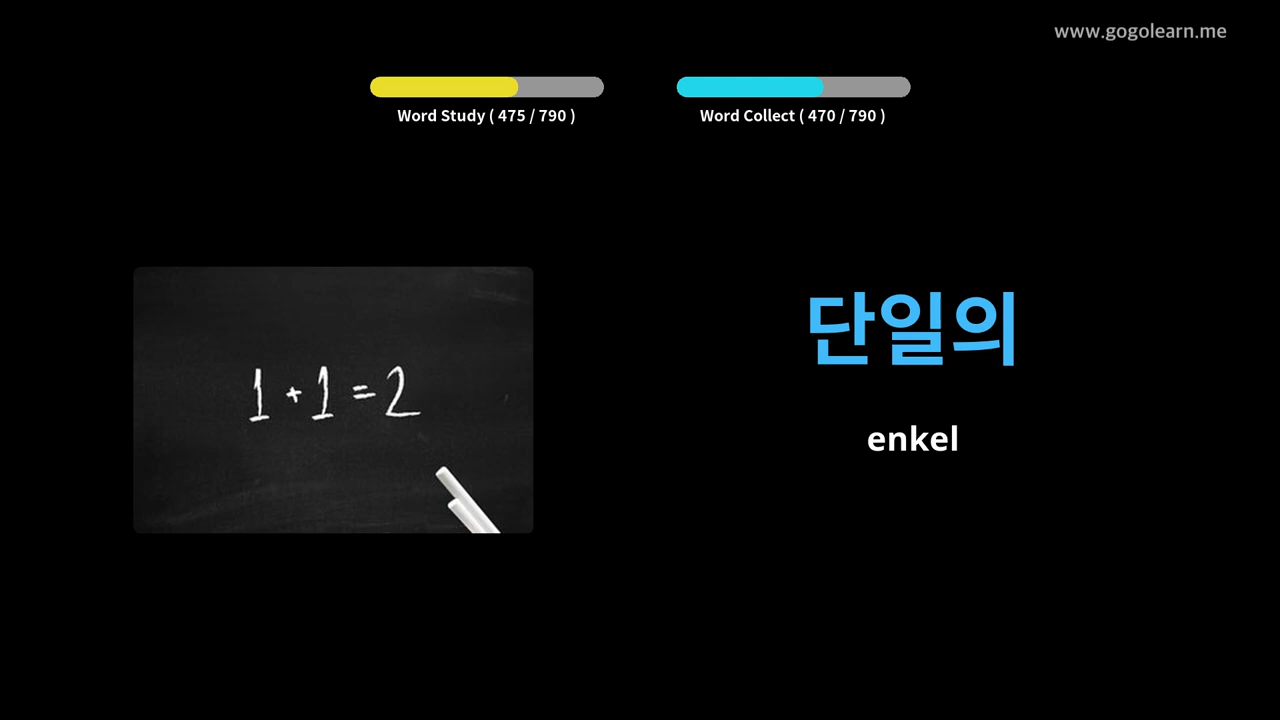 www.gogolearn.me
Word Study ( 475 / 790 )
Word Collect ( 470 / 790 )
1 + 1 = 2
단일의
enkel